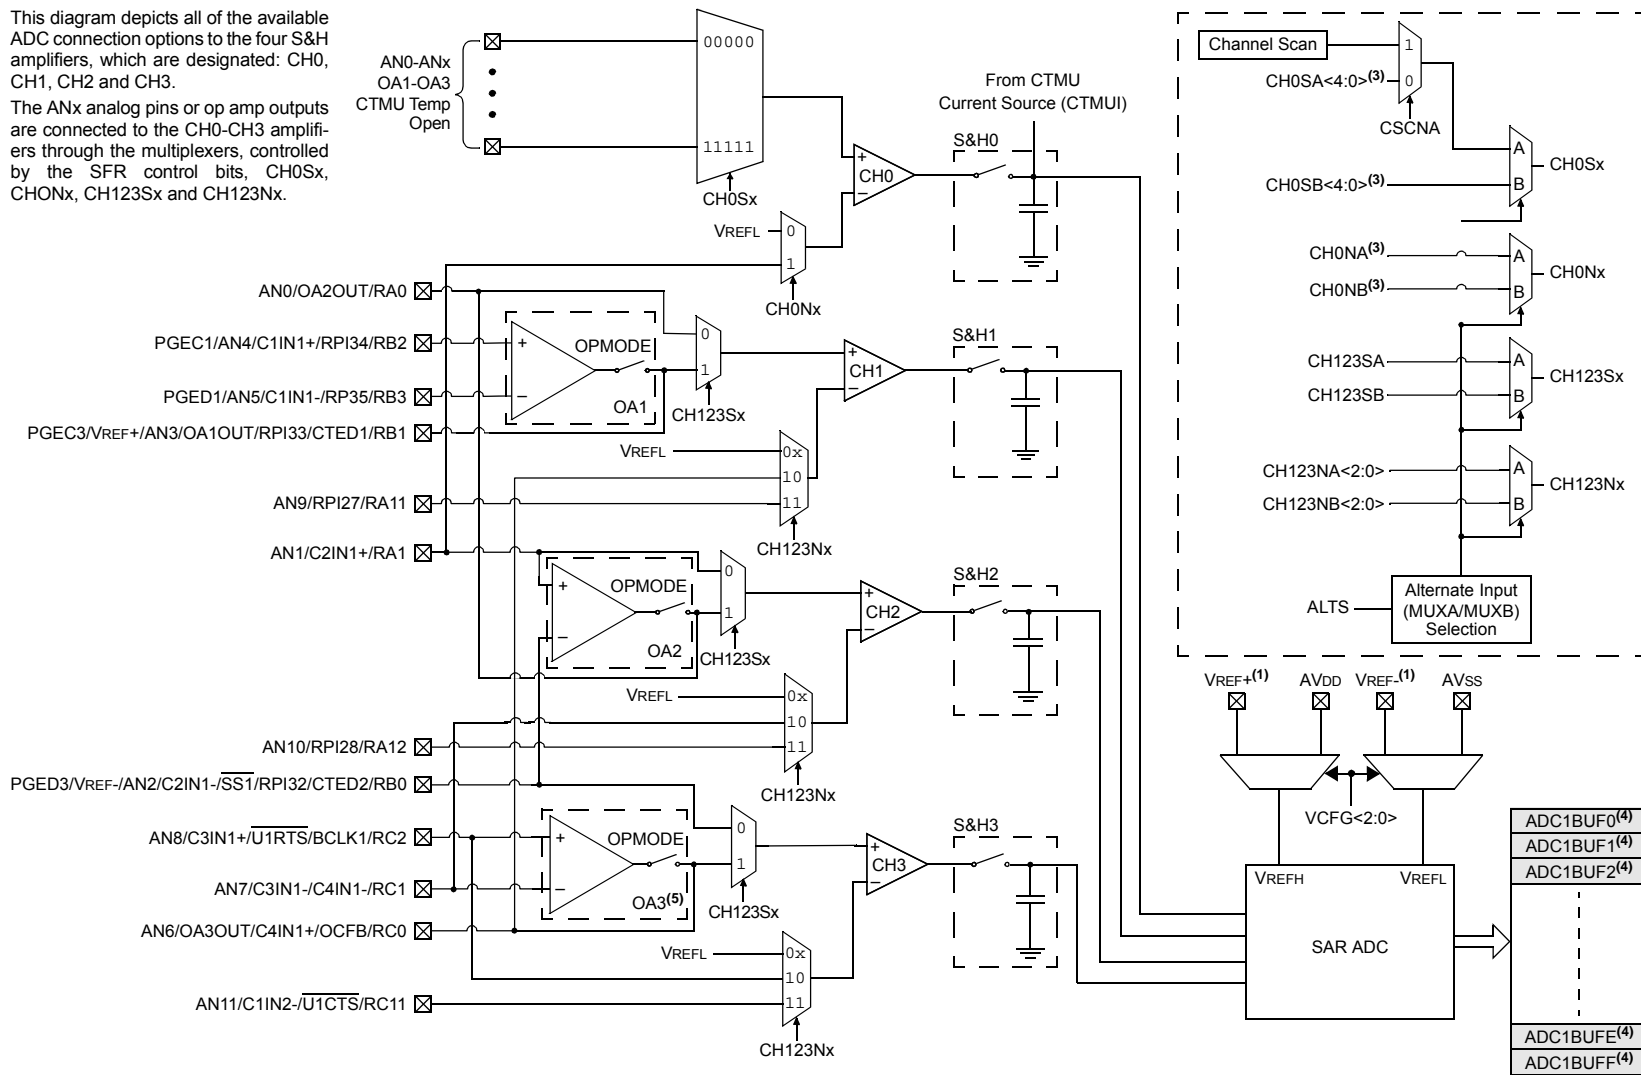 This diagram depicts all of the available
ADC connection options to the four S&H
amplifiers, which are designated: CH0,
CH1, CH2 and CH3.
The ANx analog pins or op amp outputs
are connected to the CH0-CH3 amplifi-
ers through the multiplexers, controlled
by the SFR control bits, CH0Sx,
CHONx, CH123Sx and CH123Nx.
AN0-ANx
OA1-OA3
CTMU Temp
Open
00000
11111
CH0Sx
VREFL
0
1
CH0Nx
+
CH0
−
From CTMU
Current Source (CTMUI)
S&H0
AN0/OA2OUT/RA0
PGEC1/AN4/C1IN1+/RPI34/RB2
PGED1/AN5/C1IN1-/RP35/RB3
PGEC3/VREF+/AN3/OA1OUT/RPI33/CTED1/RB1
+
−
OPMODE
OA1
0
1
CH123Sx
+
CH1
−
S&H1
VREFL
0x
10
11
CH123Nx
AN9/RPI27/RA11
AN1/C2IN1+/RA1
+
−
OPMODE
OA2
0
1
CH123Sx
+
CH2
−
S&H2
VREFL
0x
10
11
CH123Nx
AN10/RPI28/RA12
PGED3/VREF-/AN2/C2IN1-/SS1/RPI32/CTED2/RB0
AN8/C3IN1+/U1RTS/BCLK1/RC2
AN7/C3IN1-/C4IN1-/RC1
AN6/OA3OUT/C4IN1+/OCFB/RC0
+
−
OPMODE
OA3(5)
0
1
CH123Sx
+
CH3
−
S&H3
VREFL
0x
10
11
CH123Nx
AN11/C1IN2-/U1CTS/RC11
Channel Scan
CH0SA<4:0>(3)
1
0
CSCNA
CH0SB<4:0>(3)
A
B
CH0Sx
CH0NA(3)
CH0NB(3)
A
B
CH0Nx
CH123SA
CH123SB
A
B
CH123Sx
CH123NA<2:0>
CH123NB<2:0>
A
B
CH123Nx
ALTS
Alternate Input
(MUXA/MUXB)
Selection
VREF+(1)
AVDD
VREF-(1)
AVSS
VCFG<2:0>
VREFH
VREFL
SAR ADC
ADC1BUF0(4)
ADC1BUF1(4)
ADC1BUF2(4)
ADC1BUFE(4)
ADC1BUFF(4)